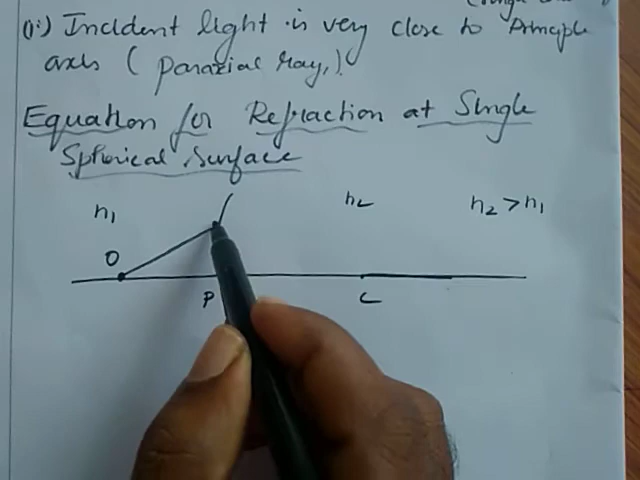 (ii) Incident light is very close to Principle
axis (Paraxial ray,).
Equation for Refraction at Single
Spherical Surface
n1 n2 n2 > n1
O
P C